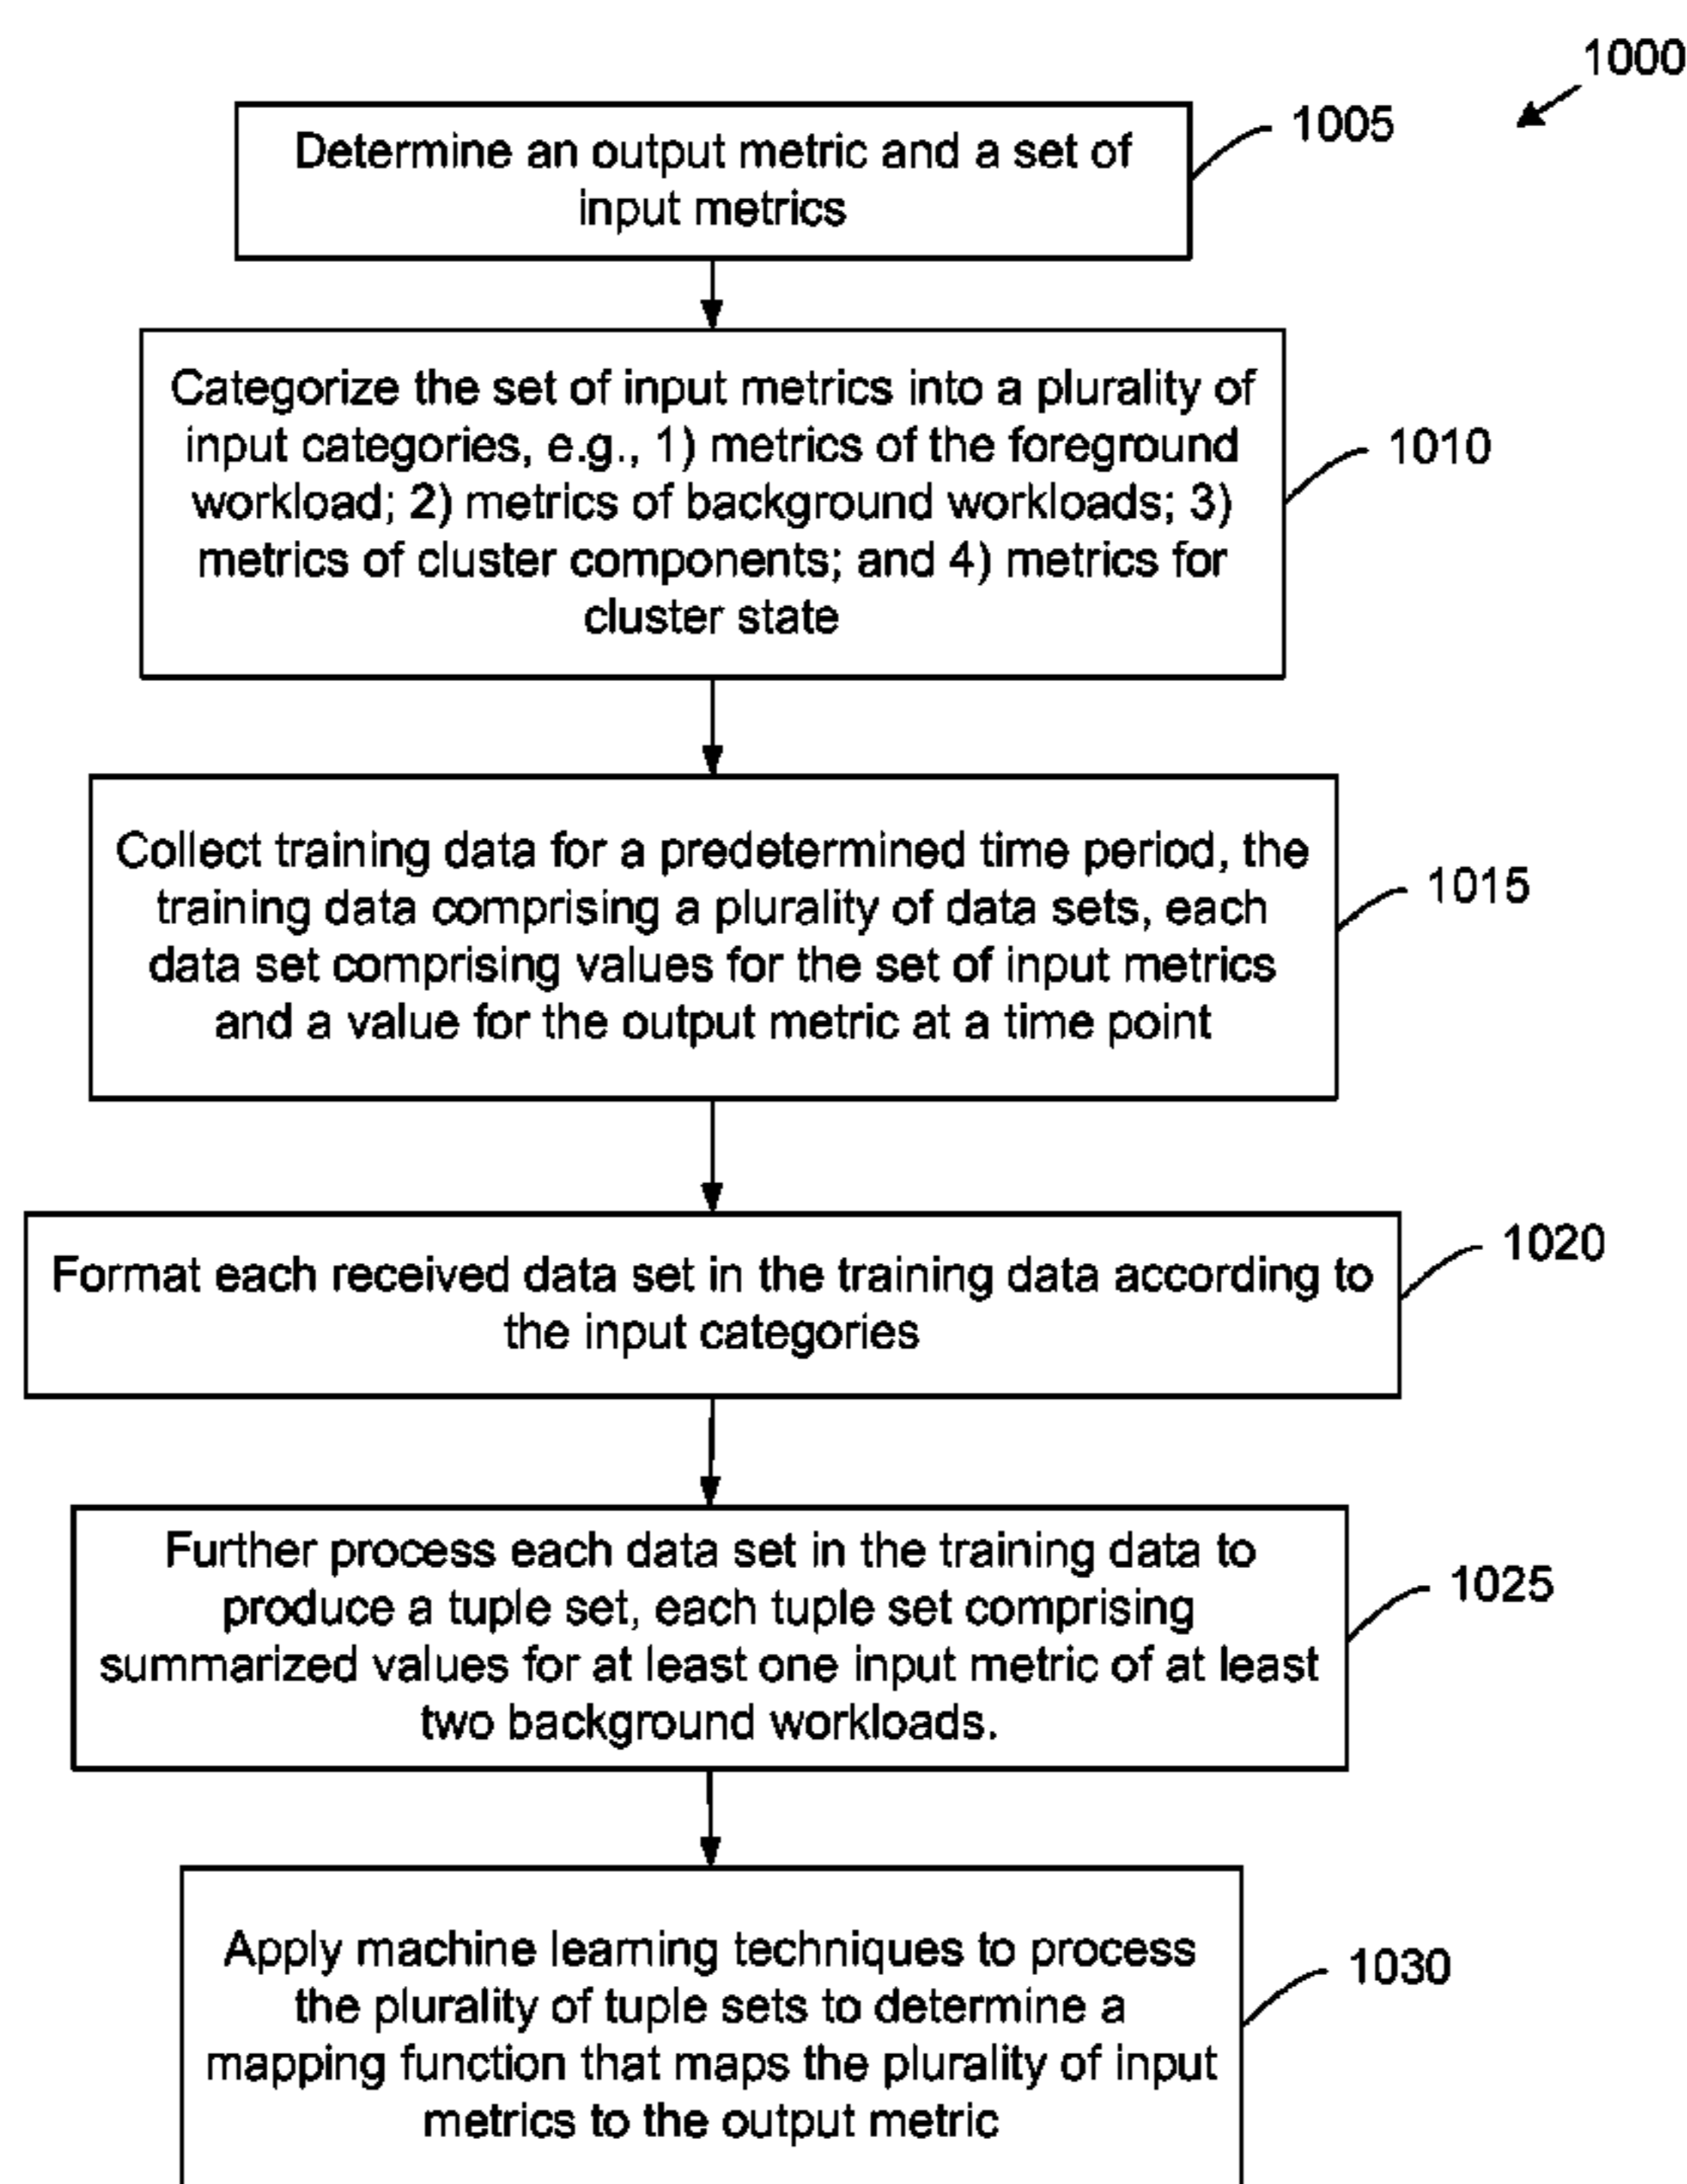 1000
Determine an output metric and a set of
input metrics
1005
Categorize the set of input metrics into a plurality of
input categories, e.g., 1) metrics of the foreground
workload; 2) metrics of background workloads; 3)
metrics of cluster components; and 4) metrics for
cluster state
1010
Collect training data for a predetermined time period, the
training data comprising a plurality of data sets, each
data set comprising values for the set of input metrics
and a value for the output metric at a time point
1015
Format each received data set in the training data according to
the input categories
1020
Further process each data set in the training data to
produce a tuple set, each tuple set comprising
summarized values for at least one input metric of at least
two background workloads.
1025
Apply machine learning techniques to process
the plurality of tuple sets to determine a
mapping function that maps the plurality of input
metrics to the output metric
1030